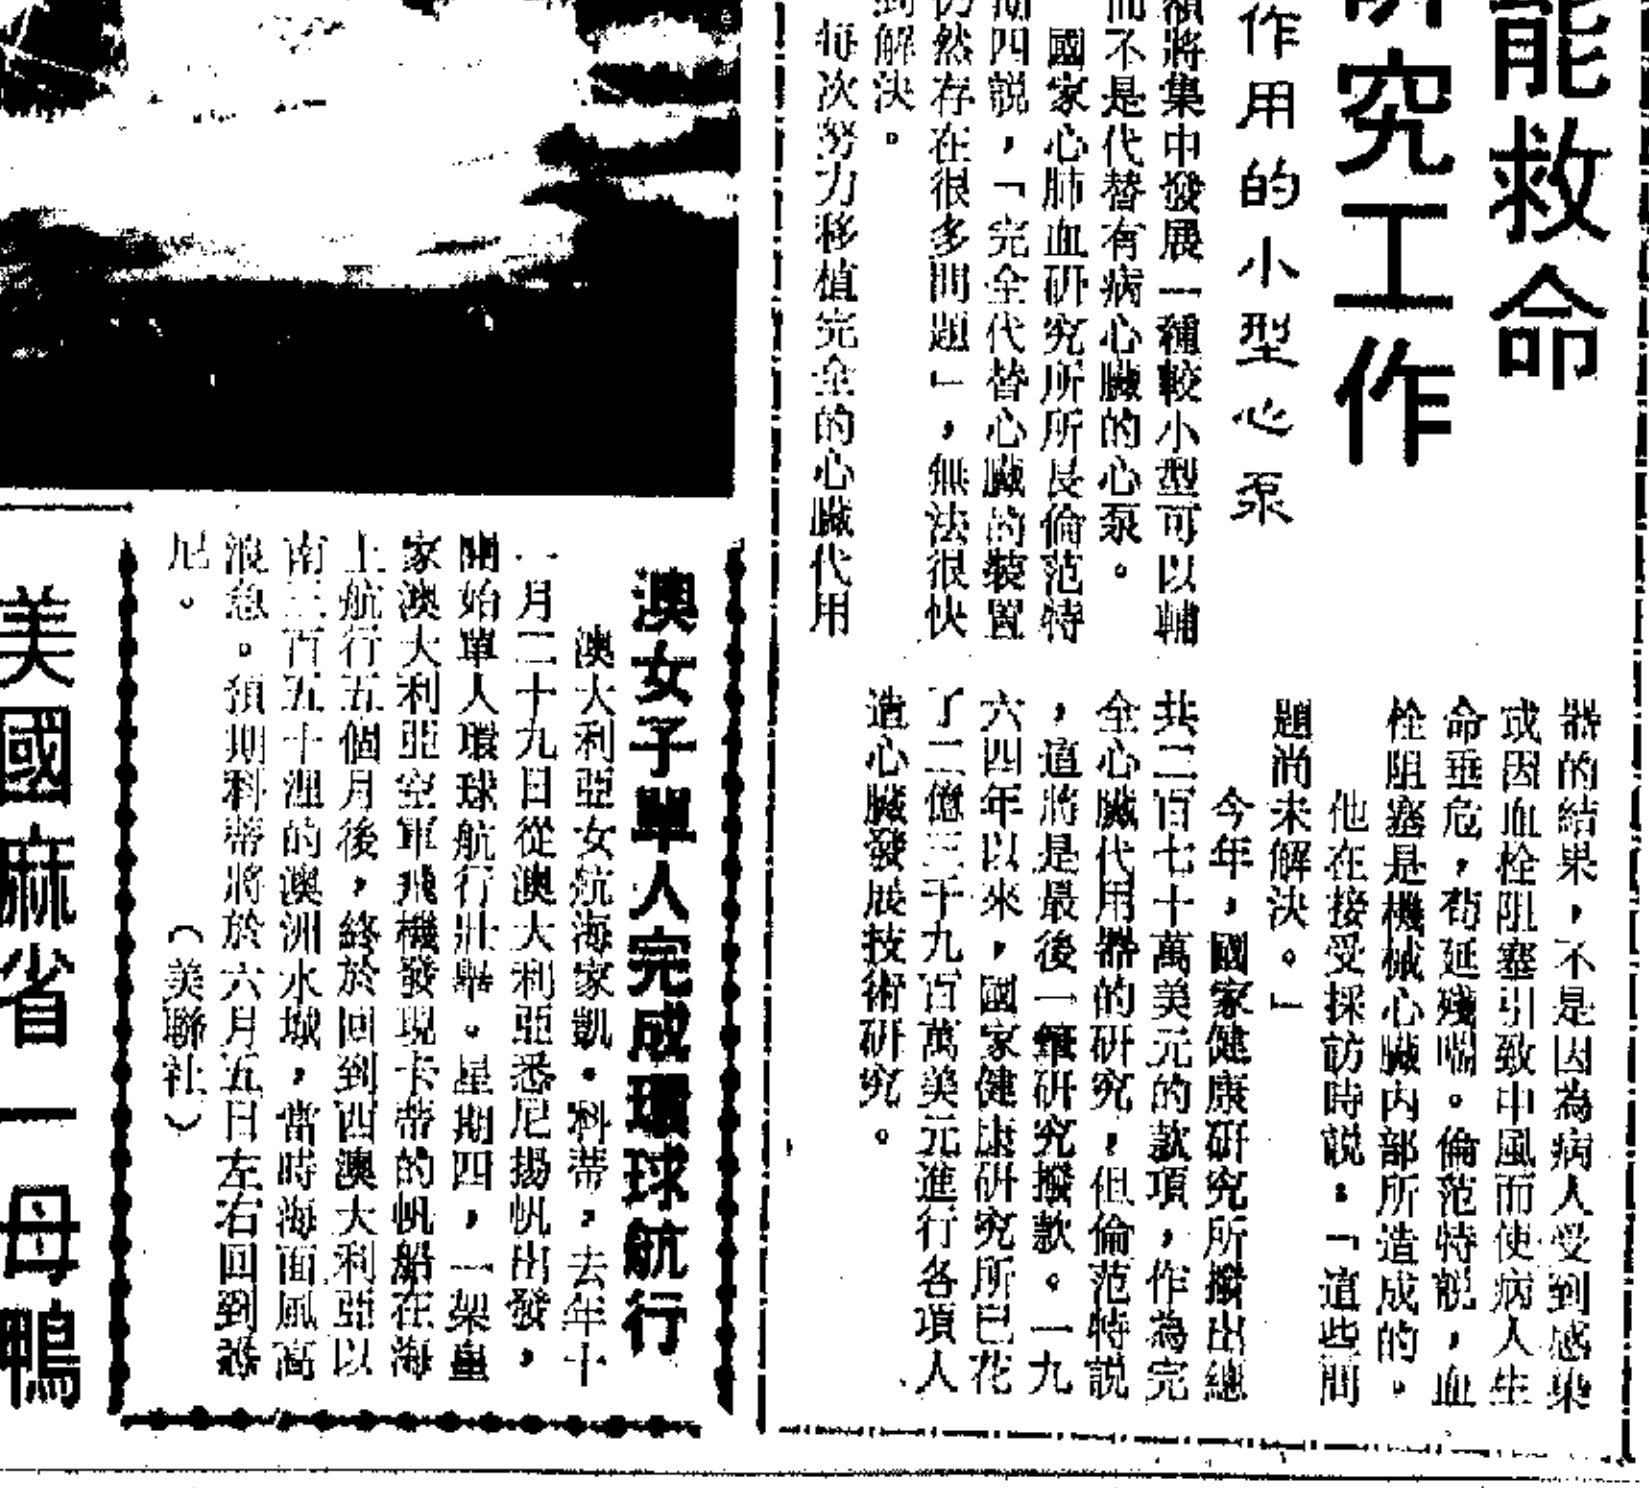 能救命
研究工作
作用的小型心泵
額將集中發展一種較小型可以輔
而不是代替有病心臟的心泵。
國家心肺血研究所所長倫范特
期四說，「完全代替心臟的裝置
仍然存在很多問題」，無法很快
到解決。
每次努力移植完全的心臟代用
器的結果，不是因為病人受到感染
或因血栓阻塞引致中風而使病人生
命垂危，苟延殘喘。倫范特說，血
栓阻塞是機械心臟內部所造成的。
他在接受採訪時說：「這些問
題尚未解決。」
今年，國家健康研究所撥出總
共二百七十萬美元的款項，作為完
全心臟代用器的研究，但倫范特說
，這將是最後一筆研究撥款。一九
六四年以來，國家健康研究所已花
了二億三千九百萬美元進行各項人
造心臟發展技術研究。
澳女子單人完成環球航行
澳大利亞女航海家凱·科蒂，去年十
一月二十九日從澳大利亞悉尼揚帆出發，
開始單人環球航行壯舉。星期四，一架皇
家澳大利亞空軍飛機發現卡蒂的帆船在海
上航行五個月後，終於回到西澳大利亞以
南三百五十浬的澳洲水域，當時海面風高
浪急。預期科蒂將於六月五日左右回到悉
尼。
（美聯社）
美國麻省一母鴨